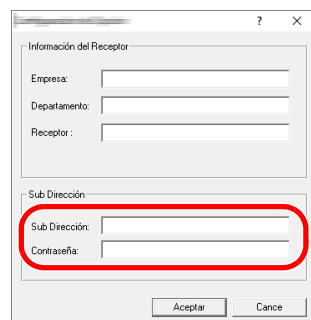 ?
Información del Receptor
Empresa:
Departamento:
Receptor :
Sub Dirección
Sub Dirección:
Contraseña:
Aceptar Cance